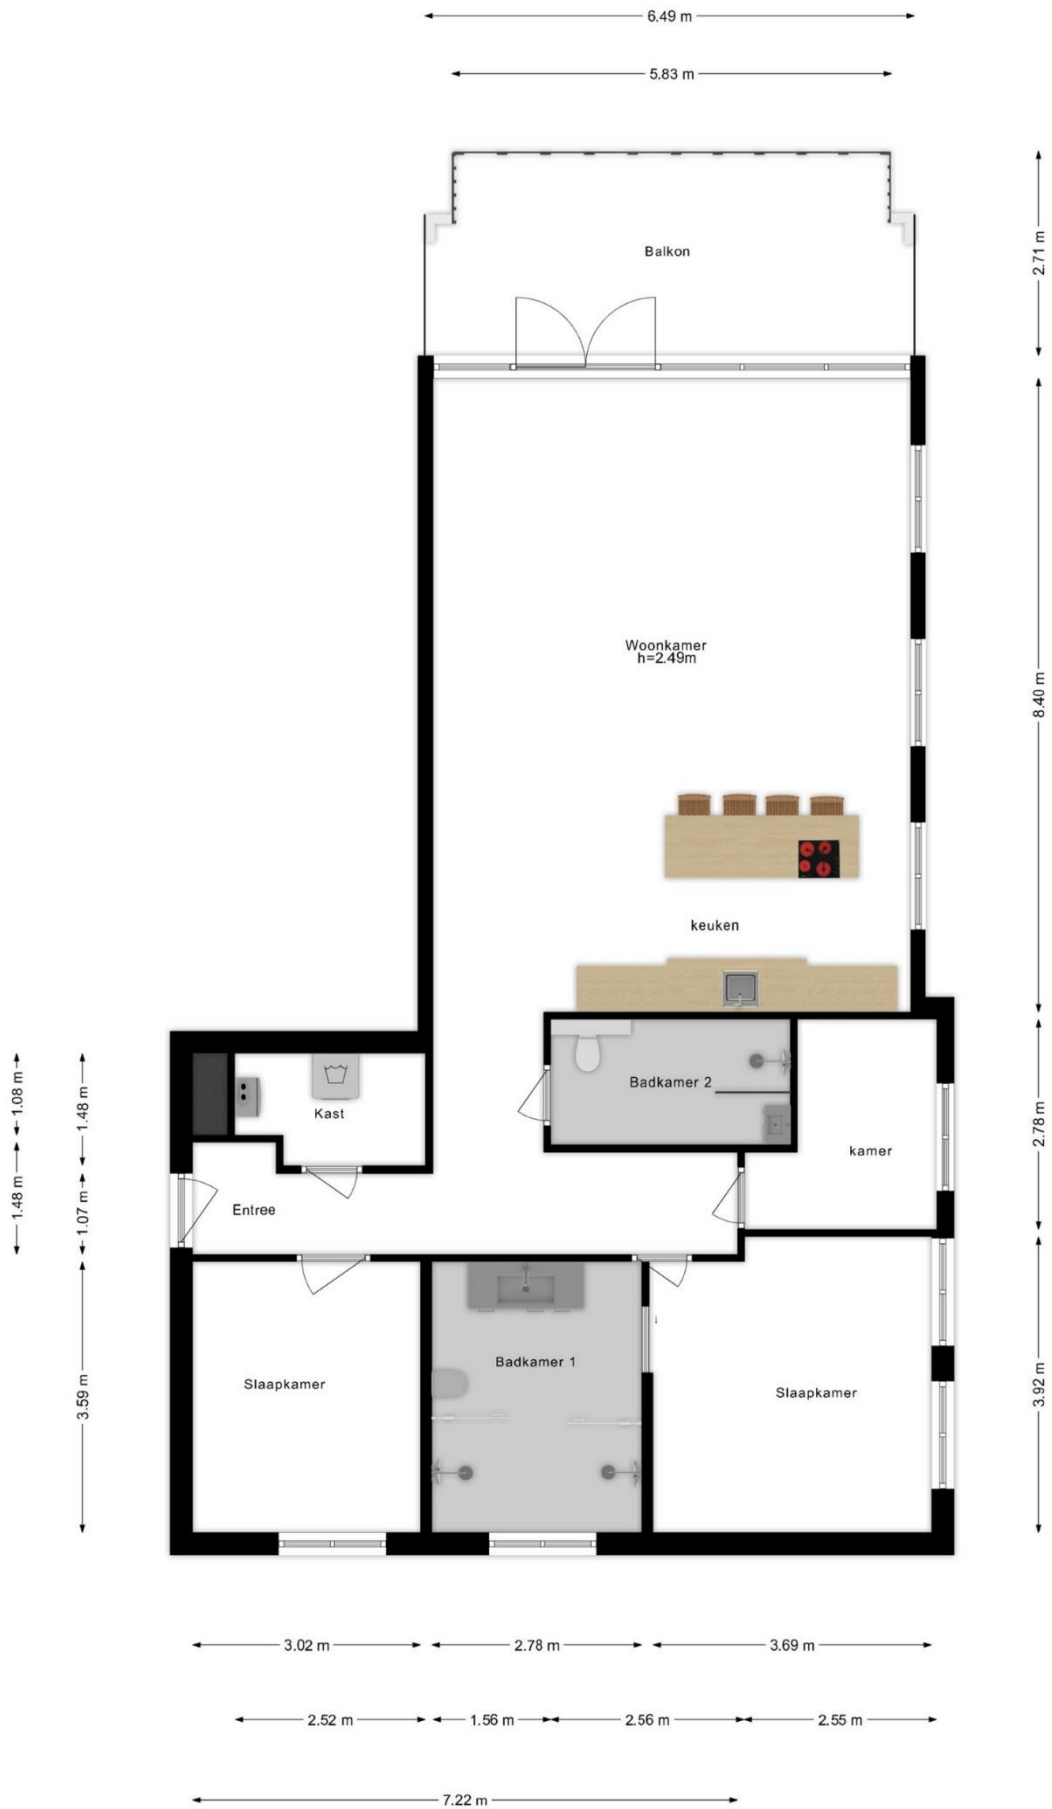 6.49 m
5.83 m
2.71 m
Balkon
Woonkamer
h=2.49m
8.40 m
keuken
1.08 m
1.48 m
Kast
Badkamer 2
kamer
2.78 m
1.48 m
1.07 m
Entree
3.59 m
Slaapkamer
Badkamer 1
Slaapkamer
3.92 m
3.02 m
2.78 m
3.69 m
2.52 m
1.56 m
2.56 m
2.55 m
7.22 m